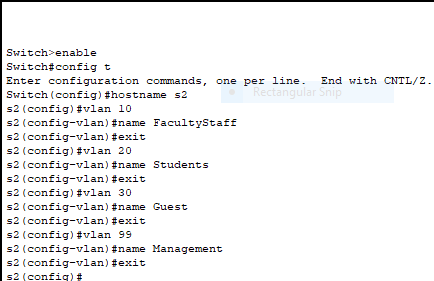 Switch>enable
Switch#config t
Enter configuration commands, one per line.  End with CNTL/Z.
Switch(config)#hostname s2
Rectangular Snip
s2(config)#vlan 10
s2(config-vlan)#name FacultyStaff
s2(config-vlan)#exit
s2(config)#vlan 20
s2(config-vlan)#name Students
s2(config-vlan)#exit
s2(config)#vlan 30
s2(config-vlan)#name Guest
s2(config-vlan)#exit
s2(config)#vlan 99
s2(config-vlan)#name Management
s2(config-vlan)#exit
s2(config)#